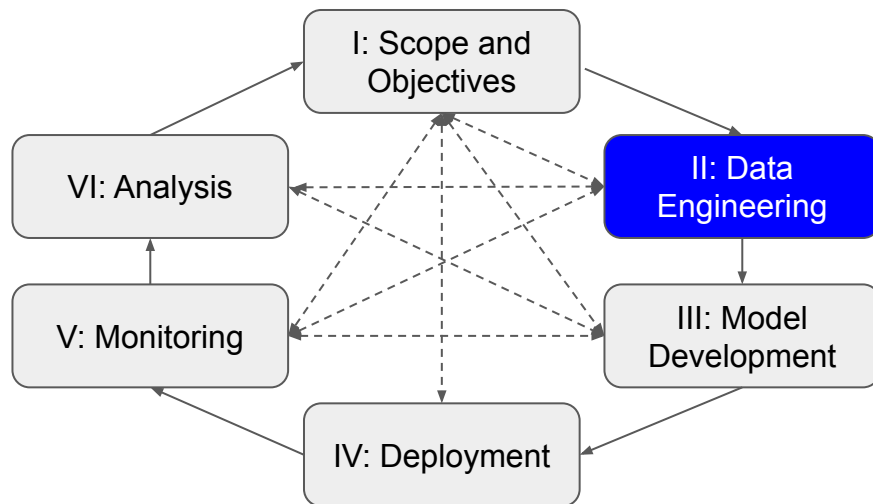 I: Scope and
Objectives
II: Data
Engineering
III: Model
Development
IV: Deployment
V: Monitoring
VI: Analysis